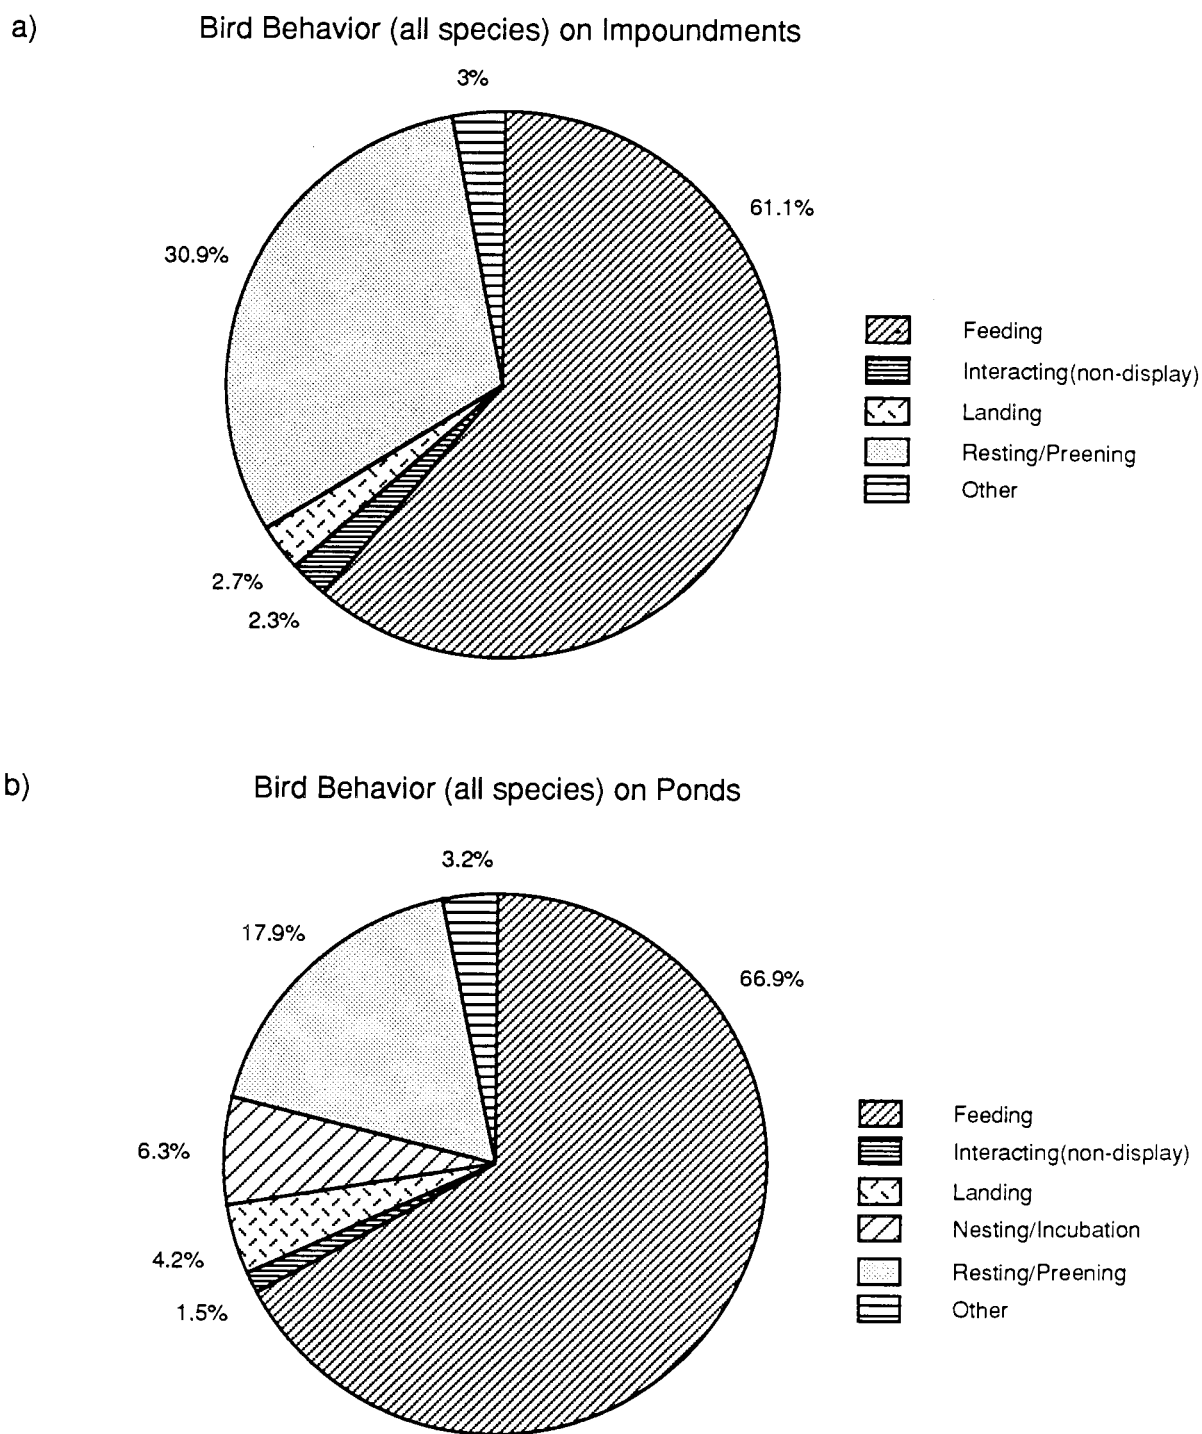 a)
Bird Behavior (all species) on Impoundments
3%
61.1%
30.9%
2.7%
2.3%
Feeding
Interacting(non-display)
Landing
Resting/Preening
Other
b)
Bird Behavior (all species) on Ponds
3.2%
17.9%
66.9%
6.3%
4.2%
1.5%
Feeding
Interacting(non-display)
Landing
Nesting/Incubation
Resting/Preening
Other